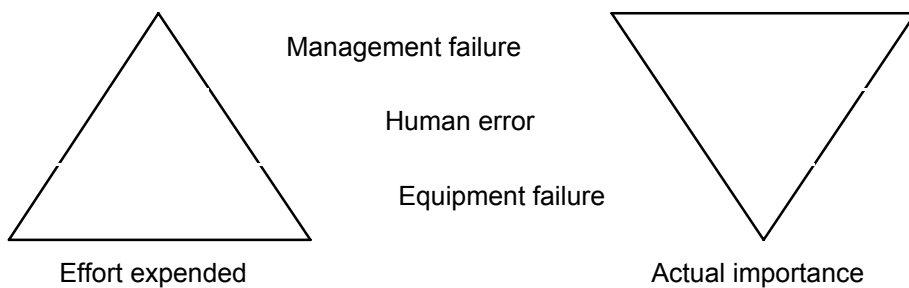 Management failure
Human error
Equipment failure
Effort expended
Actual importance